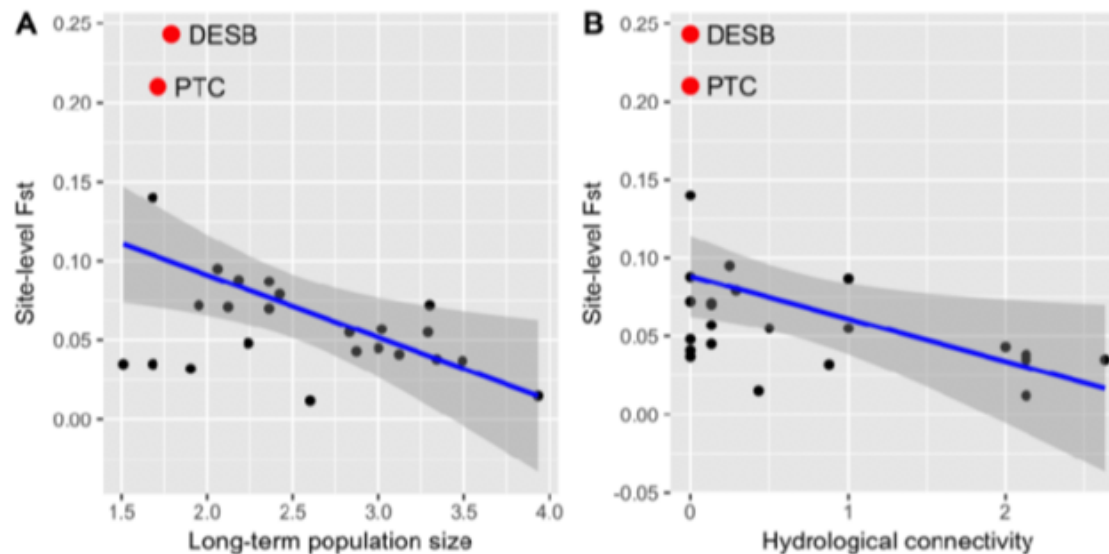 A
0.25
0.20
0.15
0.10
0.05
0.00
Site-level Fst
DESB
PTC
1.5 2.0 2.5 3.0 3.5 4.0
Long-term population size
B
0.25
0.20
0.15
0.10
0.05
0.00
-0.05
Site-level Fst
DESB
PTC
0 1 2
Hydrological connectivity